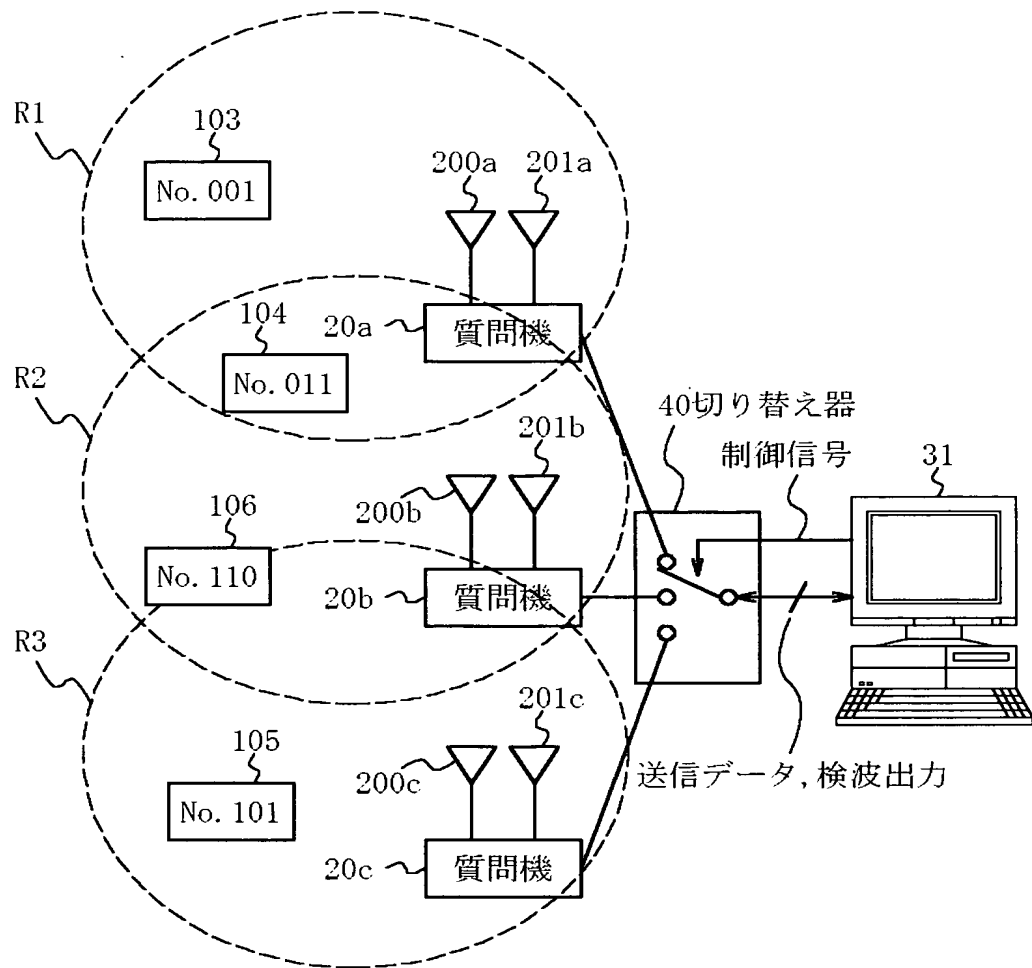 R1
103
No. 001
200a
201a
20a
質問機
104
No. 011
R2
40切り替え器
制御信号
31
201b
200b
106
No. 110
20b
質問機
R3
201c
200c
105
No. 101
送信データ,検波出力
20c
質問機